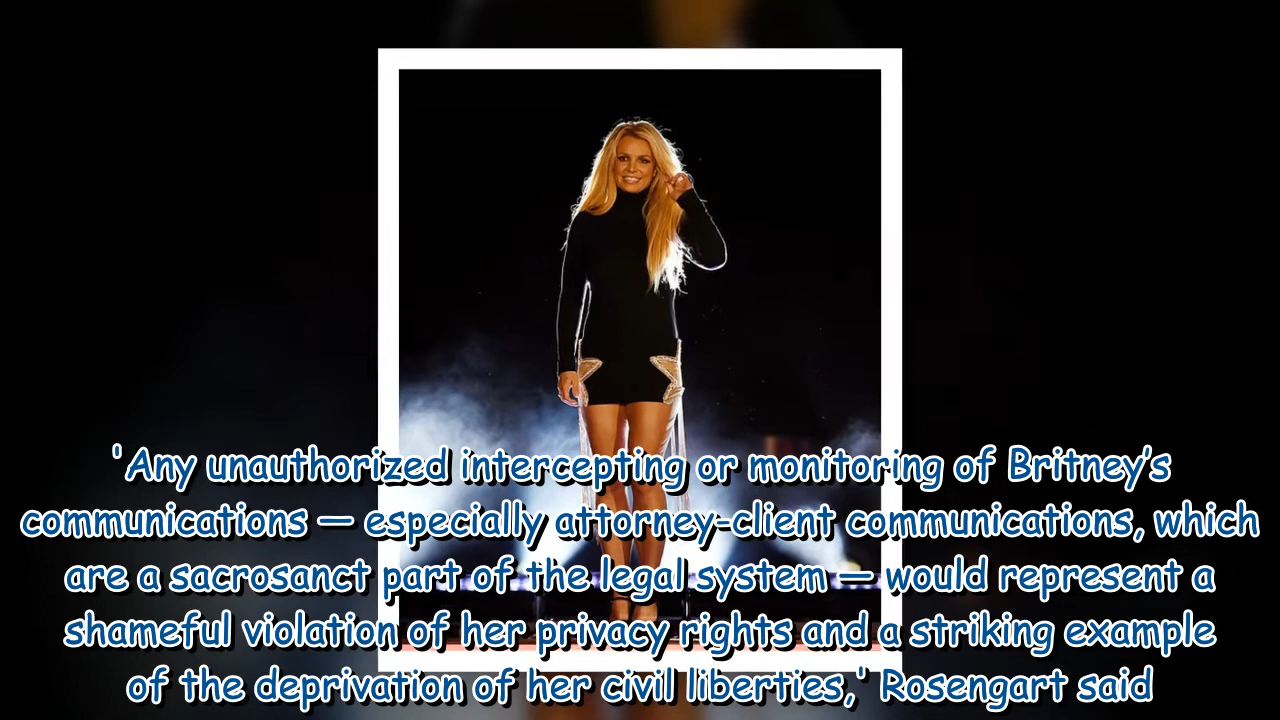 'Any unauthorized intercepting or monitoring of Britney’s
communications — especially attorney-client communications, which
are a sacrosanct part of the legal system — would represent a
shameful violation of her privacy rights and a striking example
of the deprivation of her civil liberties,' Rosengart said